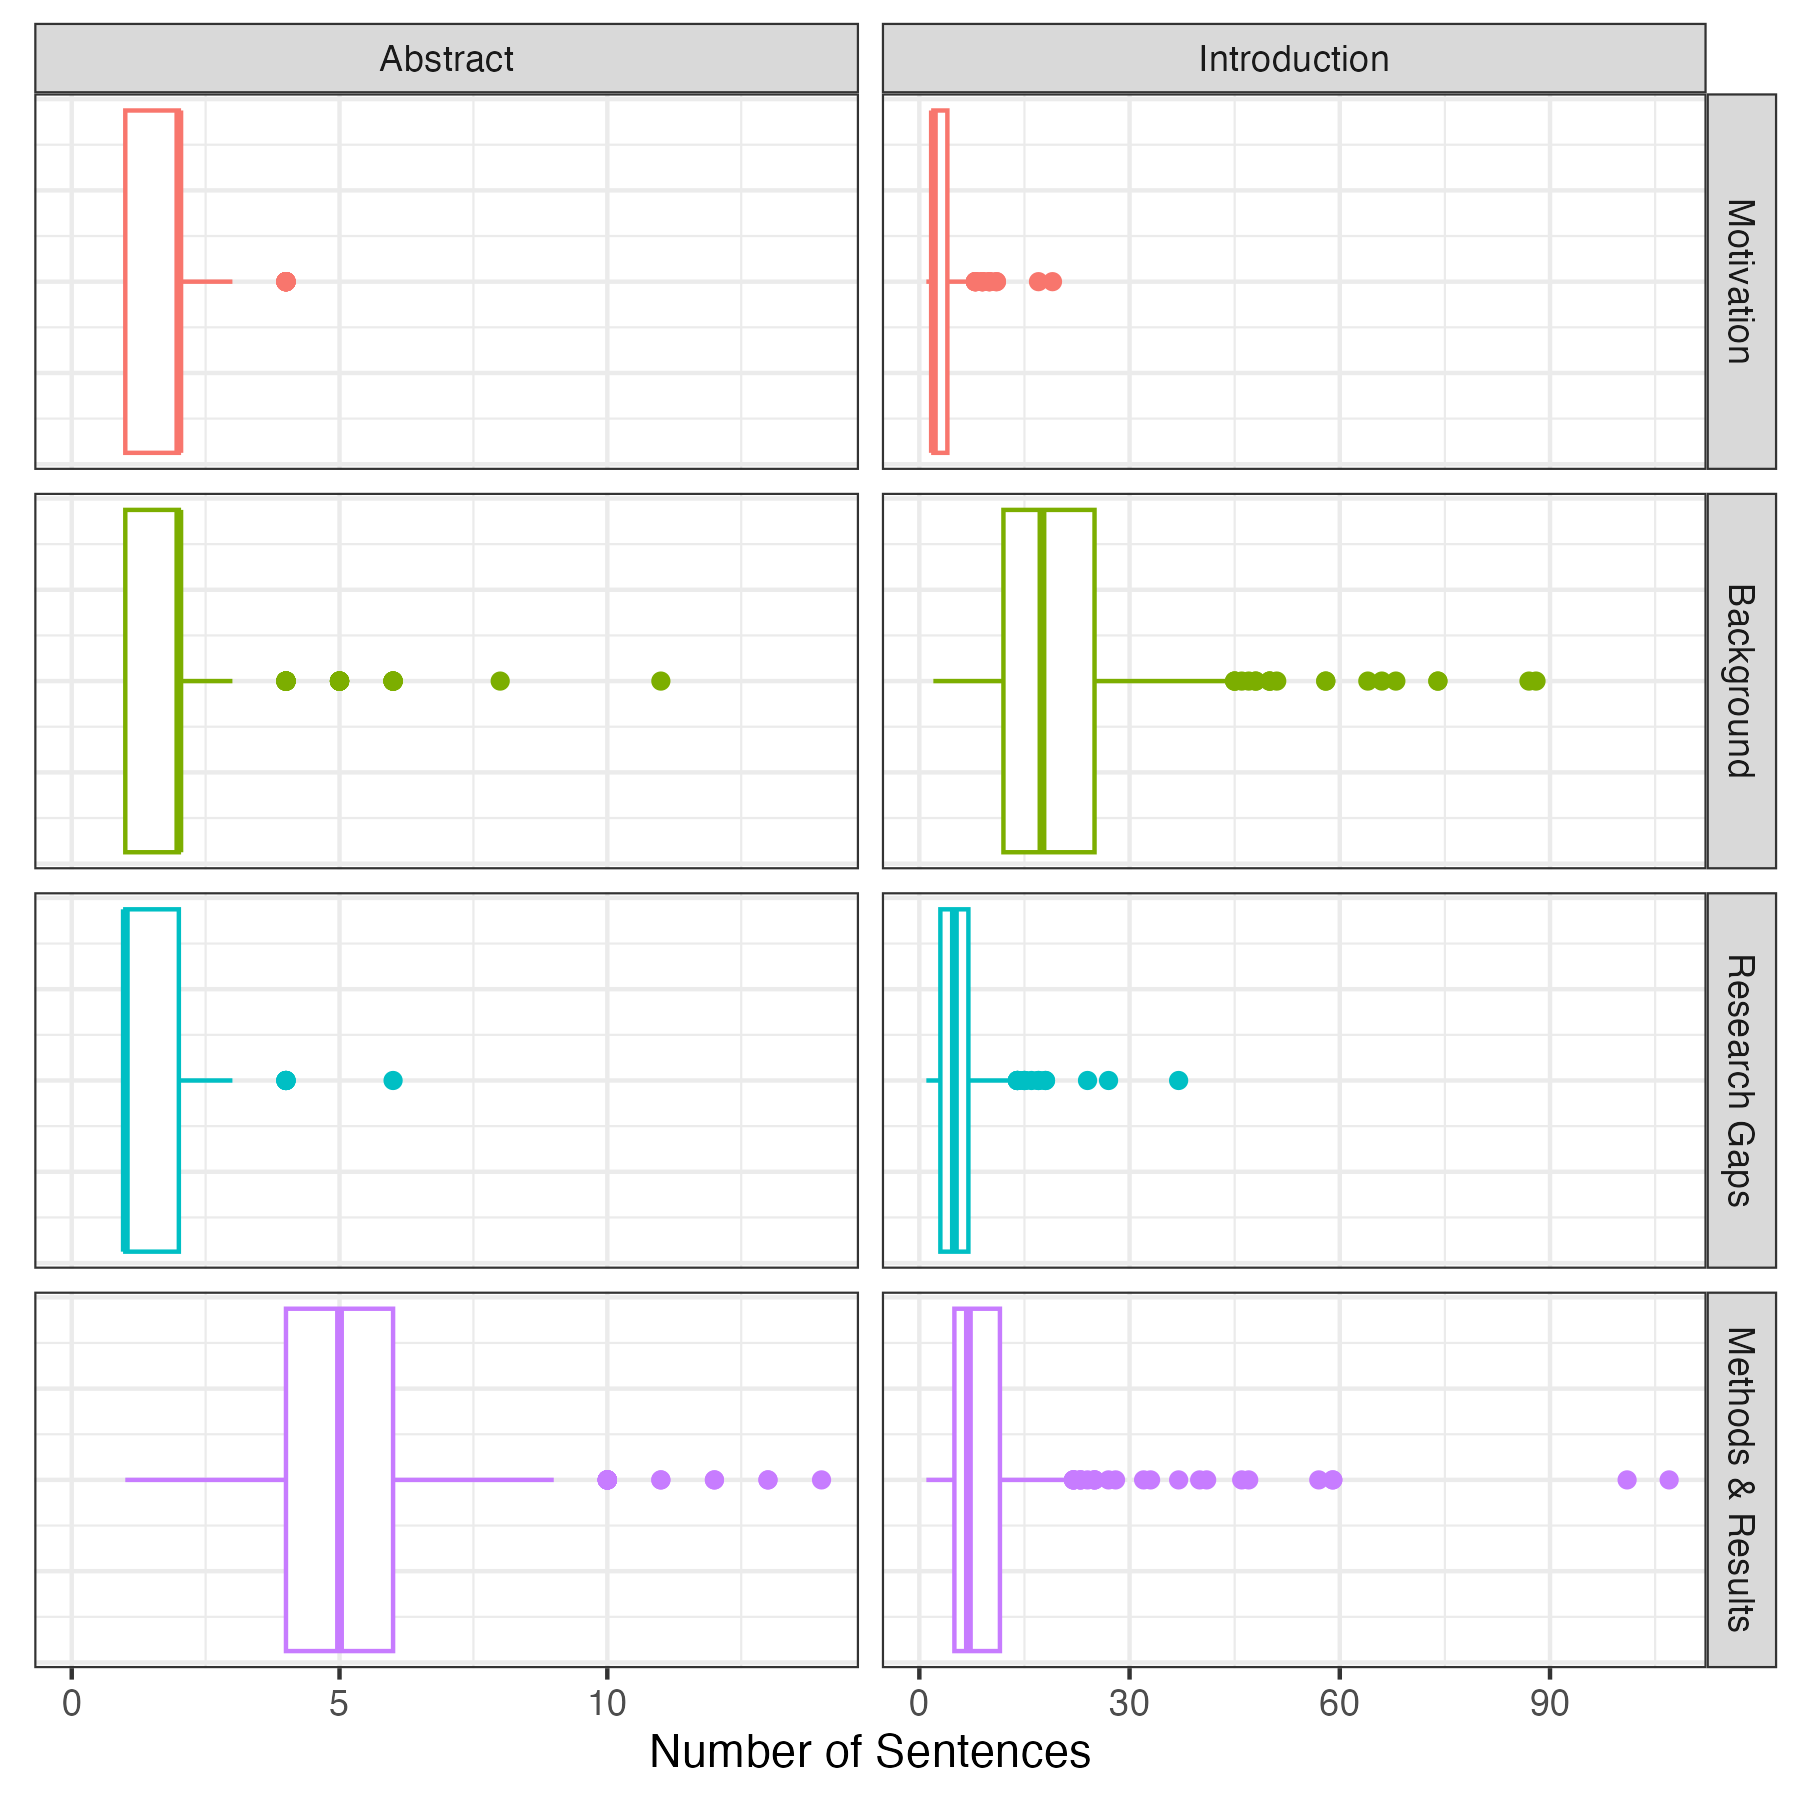 Abstract
Introduction
Motivation
Background
Research Gaps
Methods & Results
0 5 10 0 30 60 90
Number of Sentences